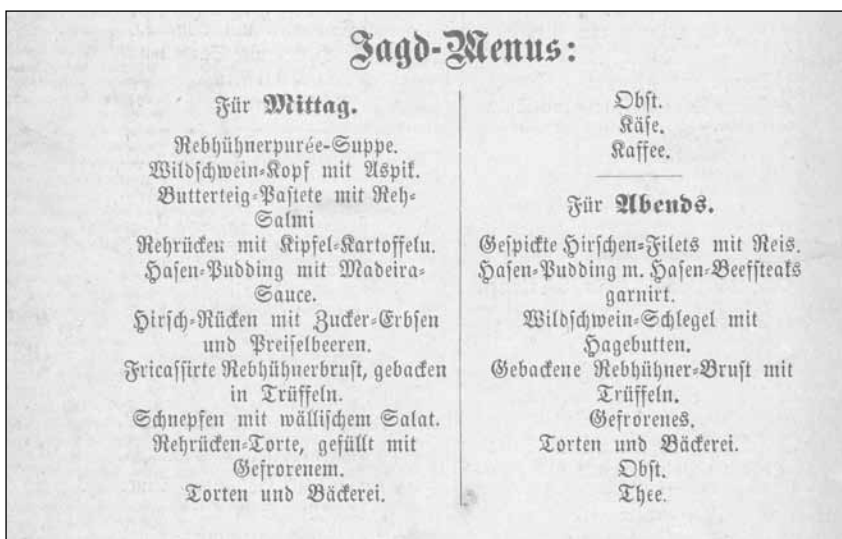 Jagd-Menus:
Für Mittag.
Rebhühnerpurée-Suppe.
Wildschwein-Kopf mit Aspik.
Butterteig-Pastete mit Reh-
Salmi
Rehrücken mit Kipfel-Kartoffeln.
Hasen-Pudding mit Madeira-
Sauce.
Hirsch-Rücken mit Zucker-Erbsen
und Preiselbeeren.
Fricassirte Rebhühnerbrust, gebacken
in Trüffeln.
Schnepfen mit wällischem Salat.
Rehrücken-Torte, gefüllt mit
Gefrorenem.
Torten und Bäckerei.
Obst.
Käse.
Kaffee.
Für Abends.
Gespickte Hirschen-Filets mit Reis.
Hasen-Pudding m. Hasen-Beefsteaks
garnirt.
Wildschwein-Schlegel mit
Hagebutten.
Gebackene Rebhühner-Brust mit
Trüffeln.
Gefrorenes.
Torten und Bäckerei.
Obst.
Thee.